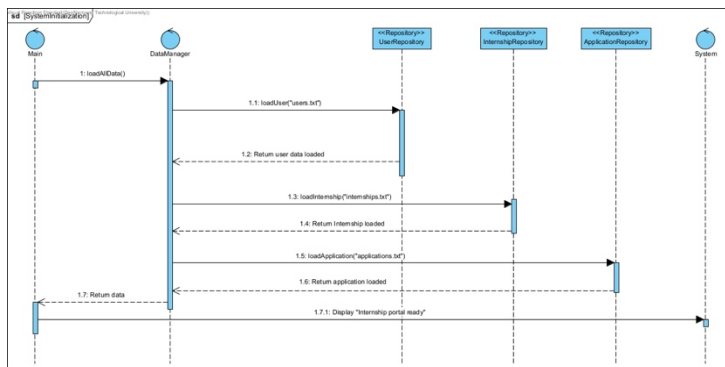 sd [SystemInitialization]
Main
DataManager
<<Repository>>
UserRepository
<<Repository>>
InternshipRepository
<<Repository>>
ApplicationRepository
System
1: loadAllData()
1.1: loadUser("users.txt")
1.2: Return user data loaded
1.3: loadInternship("internships.txt")
1.4: Return Internship loaded
1.5: loadApplication("applications.txt")
1.6: Return application loaded
1.7: Return data
1.7.1: Display "Internship portal ready"